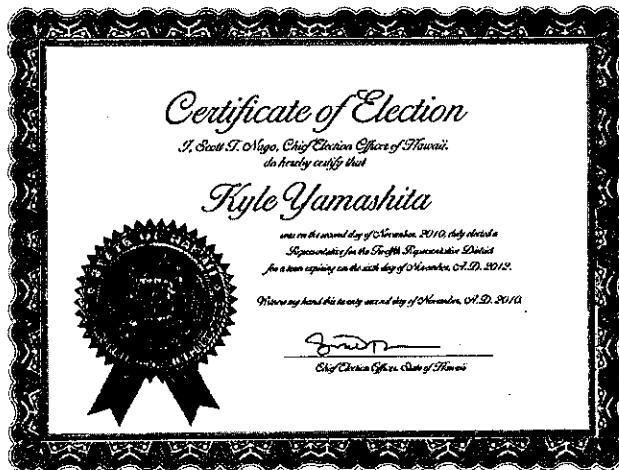 Certificate of Election
I, Scott T. Nago, Chief Election Officer of Hawaii,
do hereby certify that
Kyle Yamashita
was on the second day of November, 2010, duly elected a
Representative for the Twelfth Representative District
for a term expiring on the sixth day of November, A.D. 2012.
Witness my hand this twenty second day of November, A.D. 2010.
Chief Election Officer, State of Hawaii